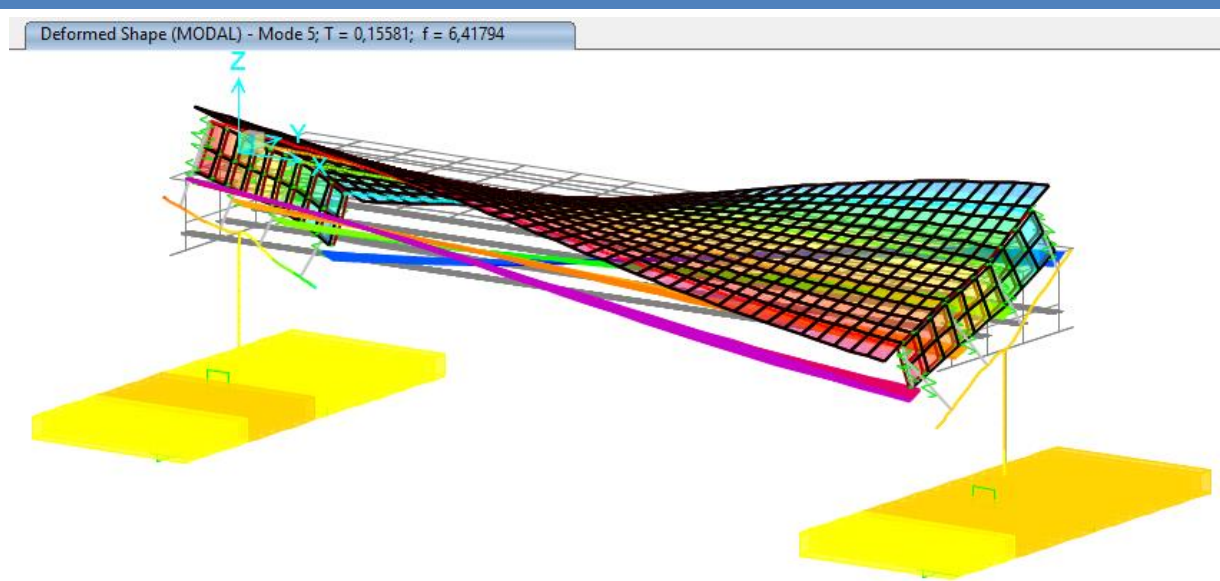 Deformed Shape (MODAL) - Mode 5; T = 0,15581; f = 6,41794
Z
Y
X